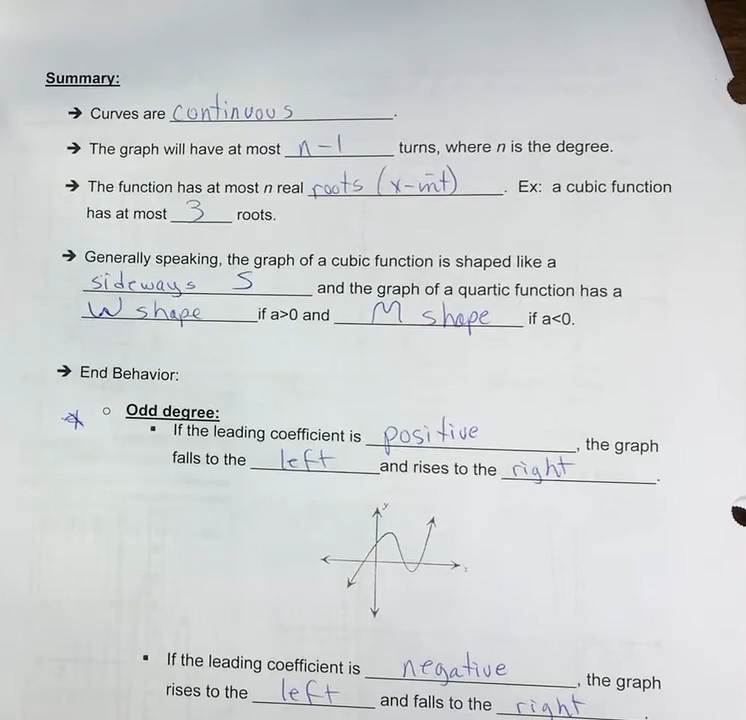 Summary:
→ Curves are continuous.
→ The graph will have at most n-1 turns, where n is the degree.
→ The function has at most n real roots (x-int). Ex: a cubic function
has at most 3 roots.
→ Generally speaking, the graph of a cubic function is shaped like a
sideways S and the graph of a quartic function has a
W shape if a>0 and M shape if a<0.
→ End Behavior:
○ Odd degree:
▪ If the leading coefficient is positive, the graph
falls to the left and rises to the right.
y
x
▪ If the leading coefficient is negative, the graph
rises to the left and falls to the right.